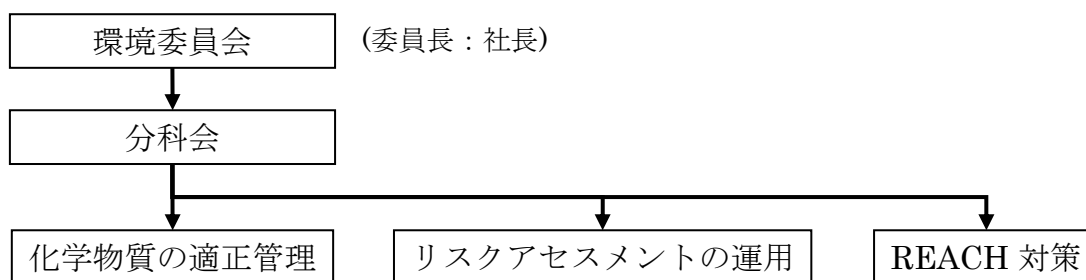 環境委員会
(委員長：社長)
分科会
化学物質の適正管理
リスクアセスメントの運用
REACH 対策